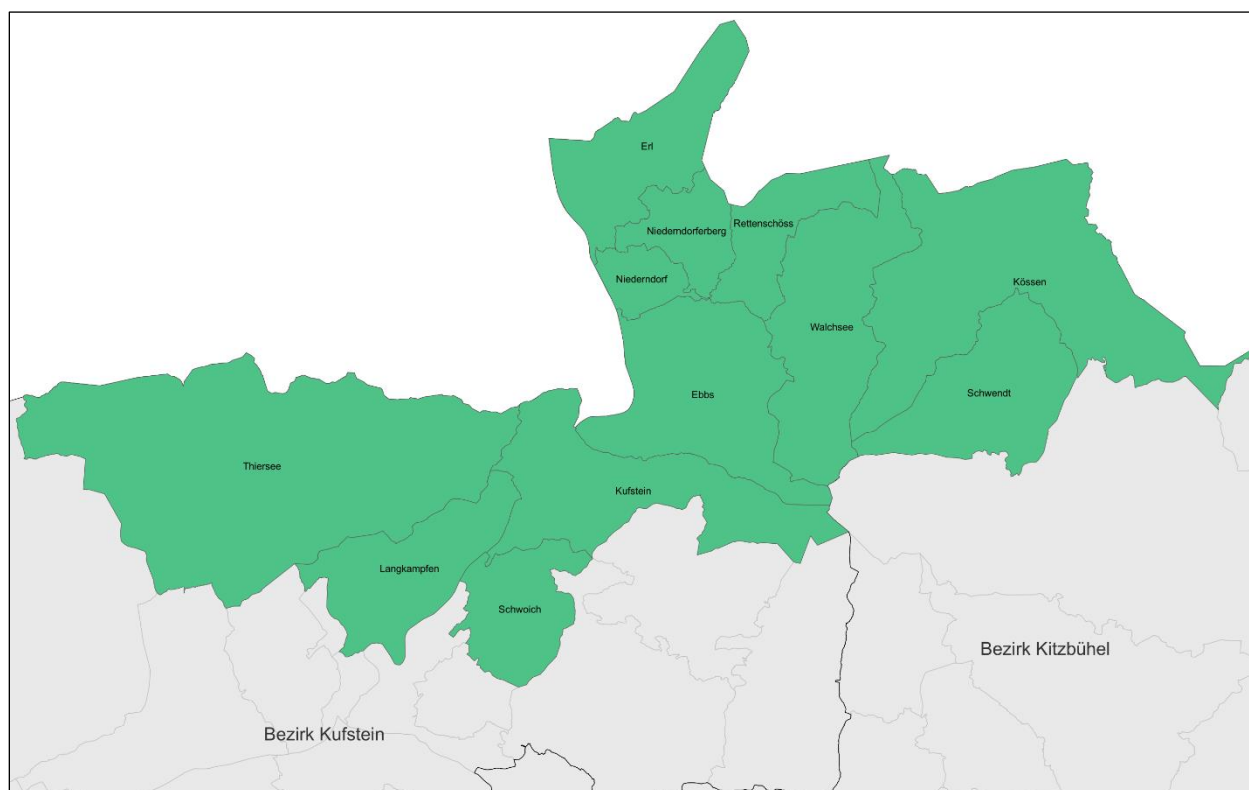 Erl
Rettenschöss
Niederndorferberg
Niederndorf
Kössen
Walchsee
Ebbs
Schwendt
Thiersee
Kufstein
Langkampfen
Schwoich
Bezirk Kitzbühel
Bezirk Kufstein